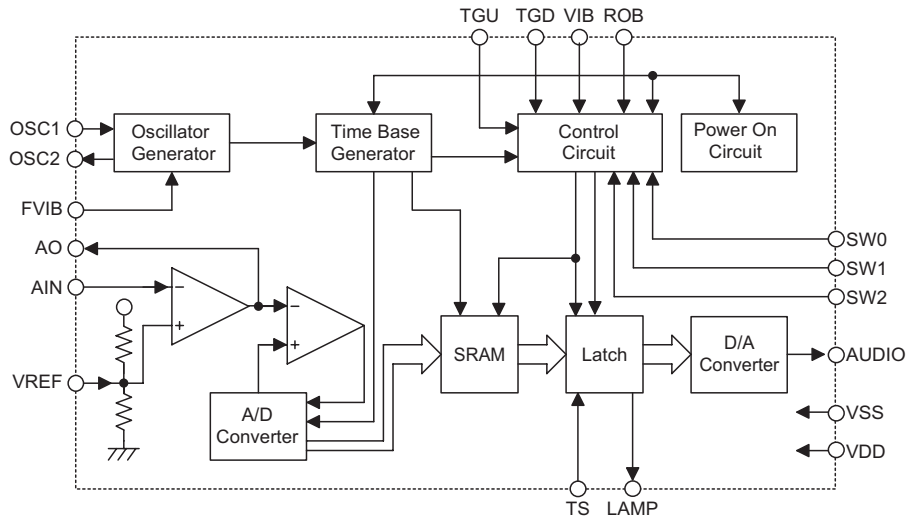 TGU TGD VIB ROB
OSC1
OSC2
FVIB
AO
AIN
VREF
Oscillator
Generator
Time Base
Generator
Control
Circuit
Power On
Circuit
SW0
SW1
SW2
−
+
−
+
A/D
Converter
SRAM
Latch
D/A
Converter
AUDIO
VSS
VDD
TS LAMP